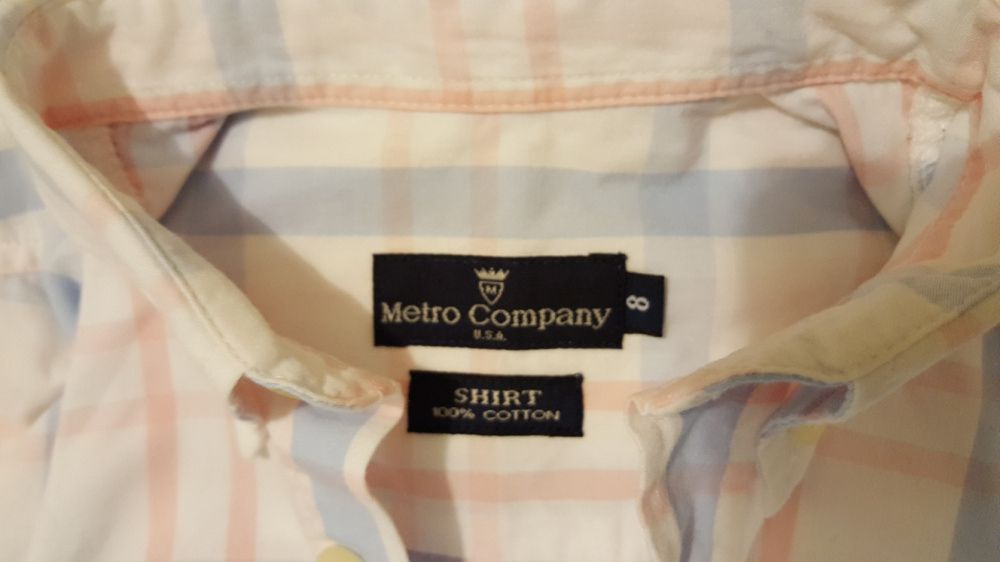 M
Metro Company
U.S.A.
8
SHIRT
100% COTTON